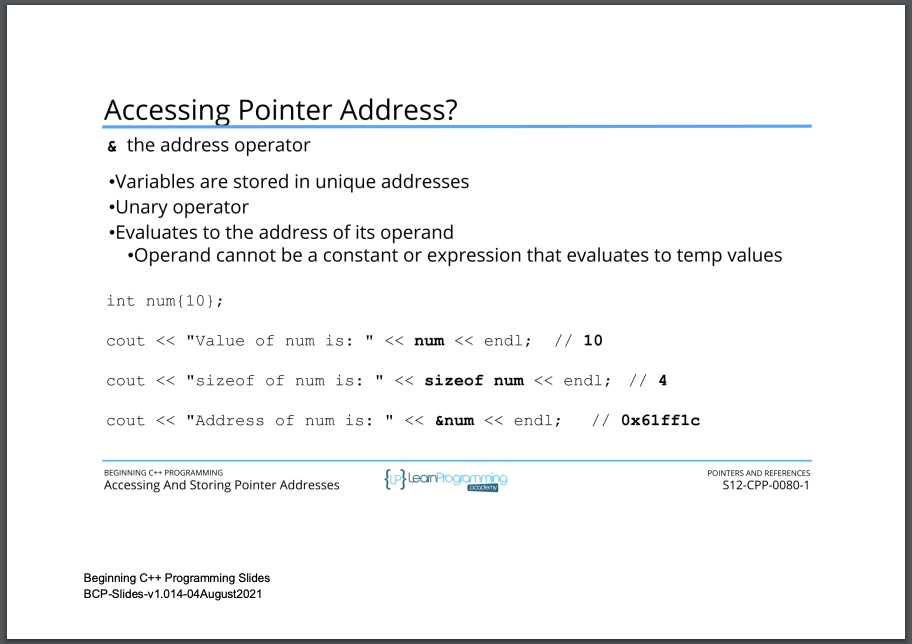 Accessing Pointer Address?
& the address operator
•Variables are stored in unique addresses
•Unary operator
•Evaluates to the address of its operand
•Operand cannot be a constant or expression that evaluates to temp values
int num{10};
cout << "Value of num is: " << num << endl; // 10
cout << "sizeof of num is: " << sizeof num << endl; // 4
cout << "Address of num is: " << &num << endl; // 0x61ff1c
BEGINNING C++ PROGRAMMING
Accessing And Storing Pointer Addresses
{LP} LearnProgramming
academy
POINTERS AND REFERENCES
S12-CPP-0080-1
Beginning C++ Programming Slides
BCP-Slides-v1.014-04August2021